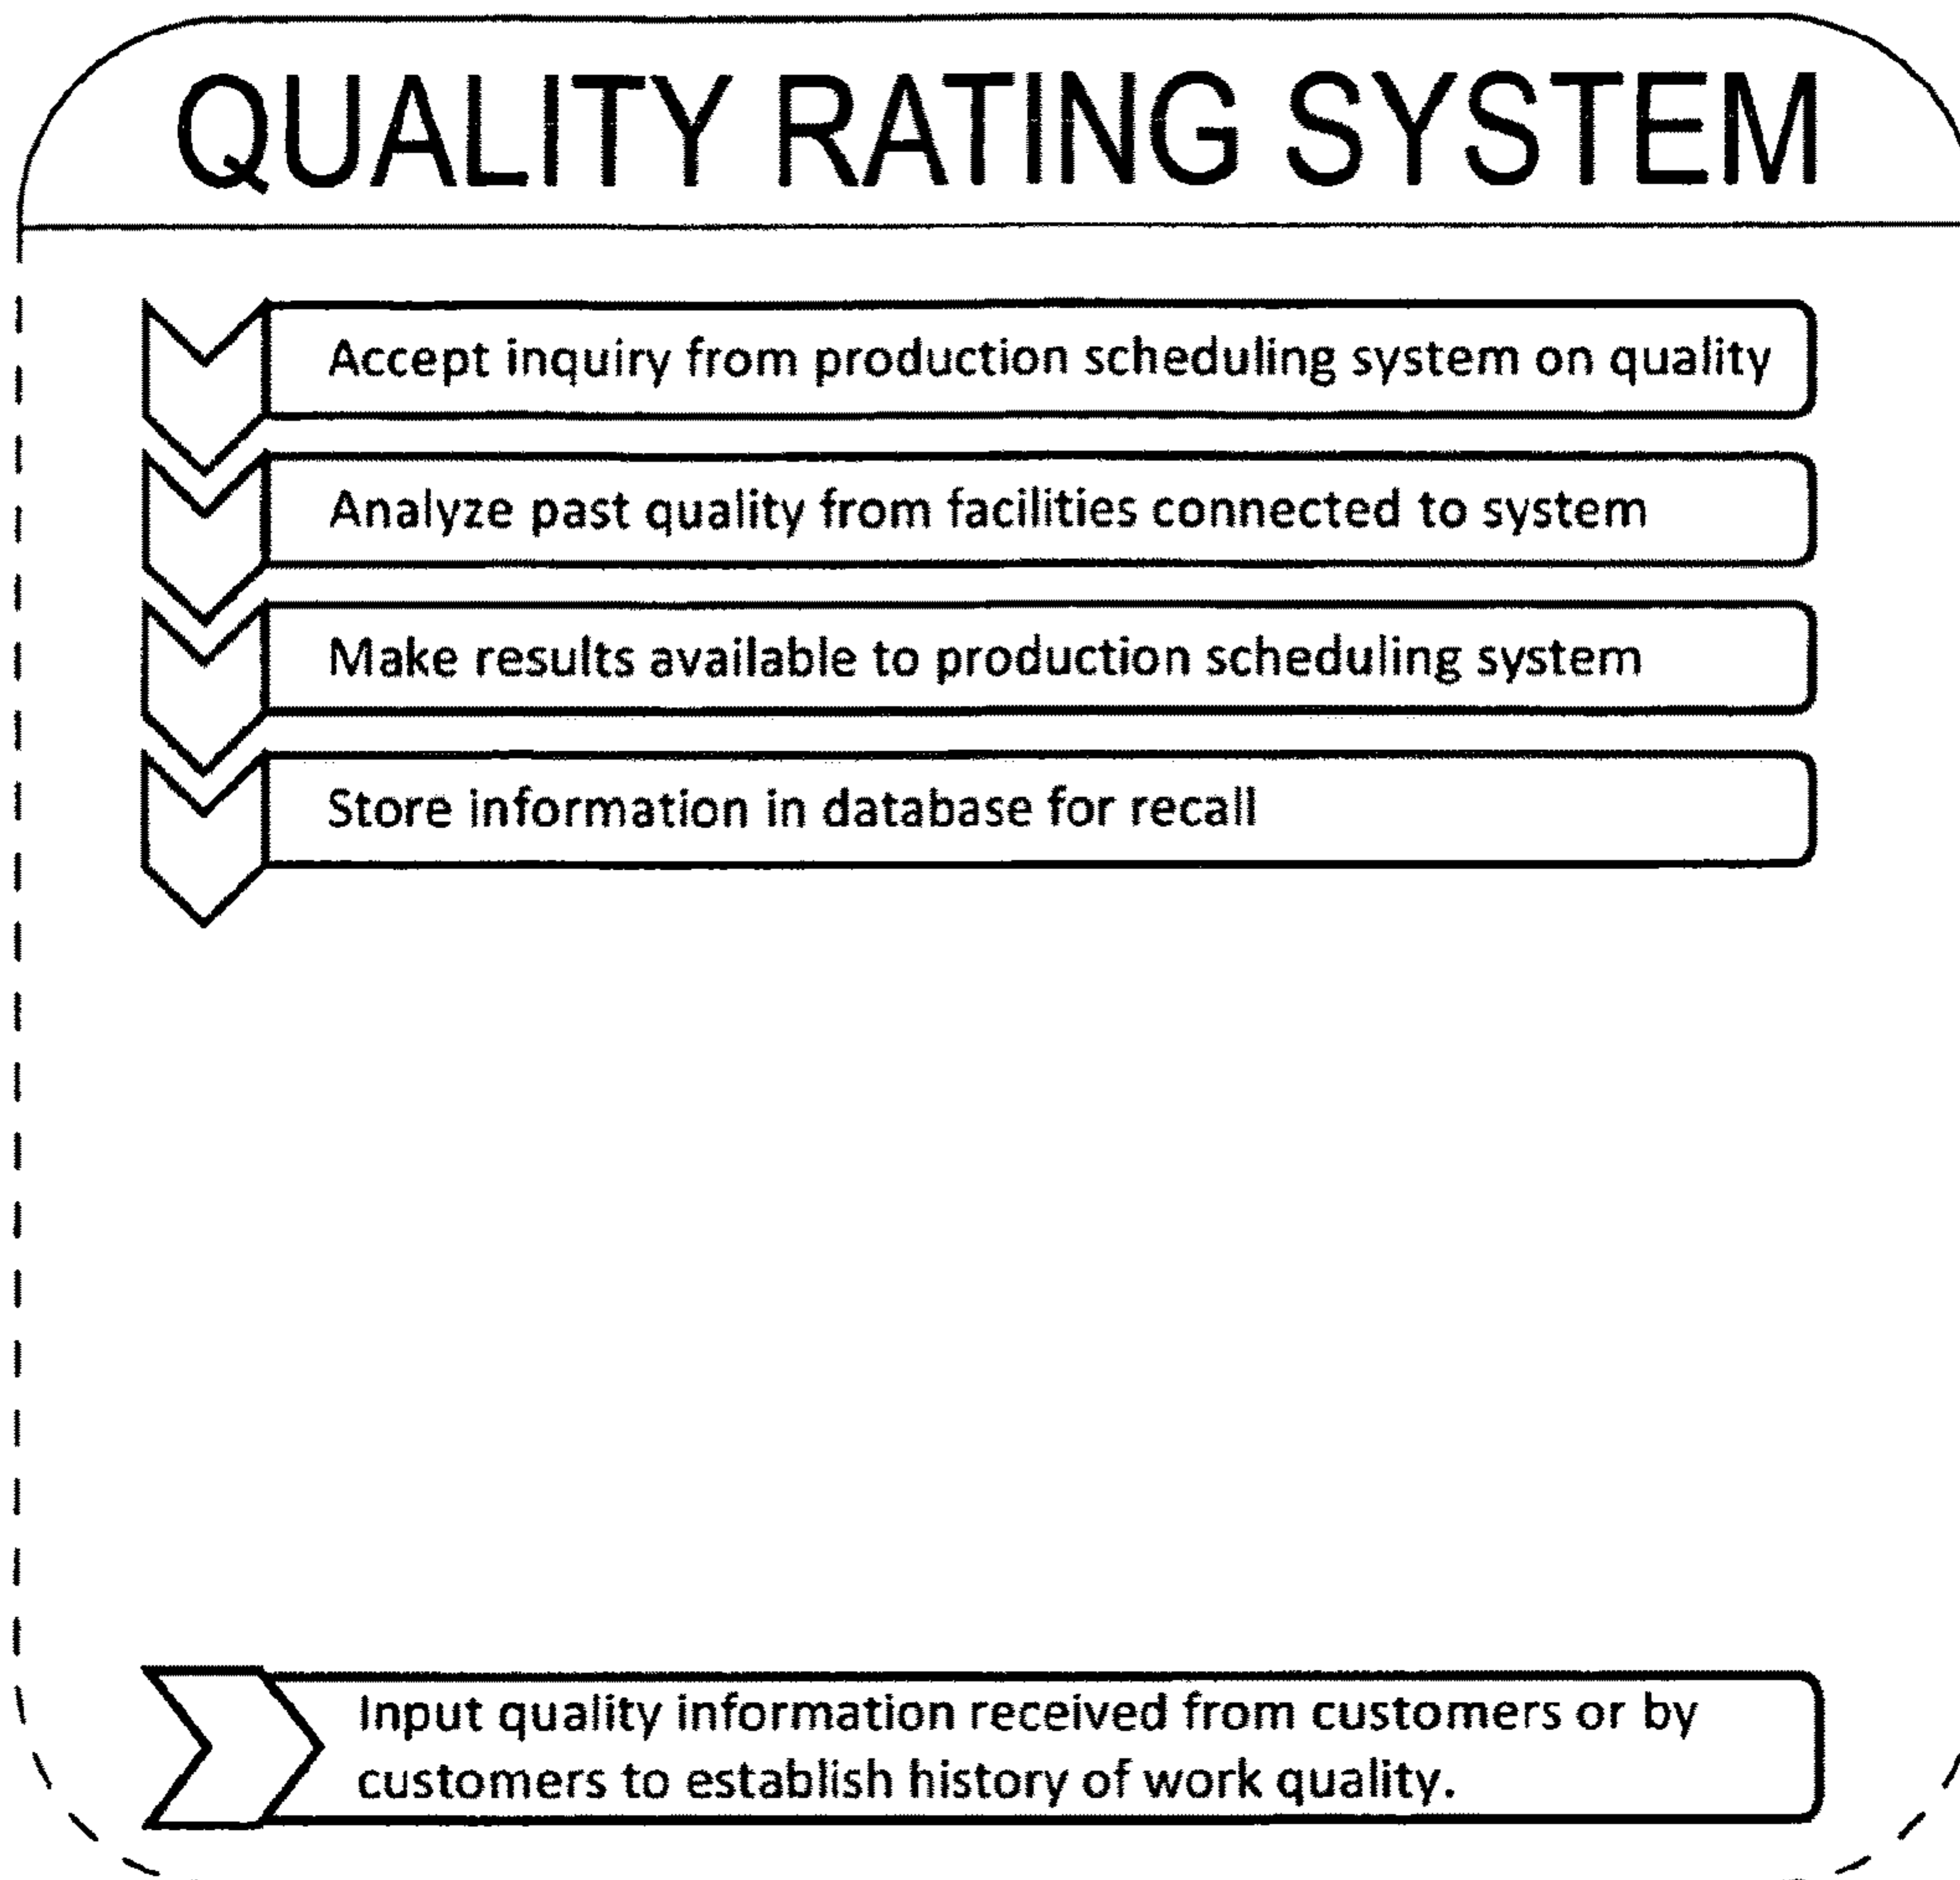 QUALITY RATING SYSTEM
Accept inquiry from production scheduling system on quality
Analyze past quality from facilities connected to system
Make results available to production scheduling system
Store information in database for recall
Input quality information received from customers or by
customers to establish history of work quality.